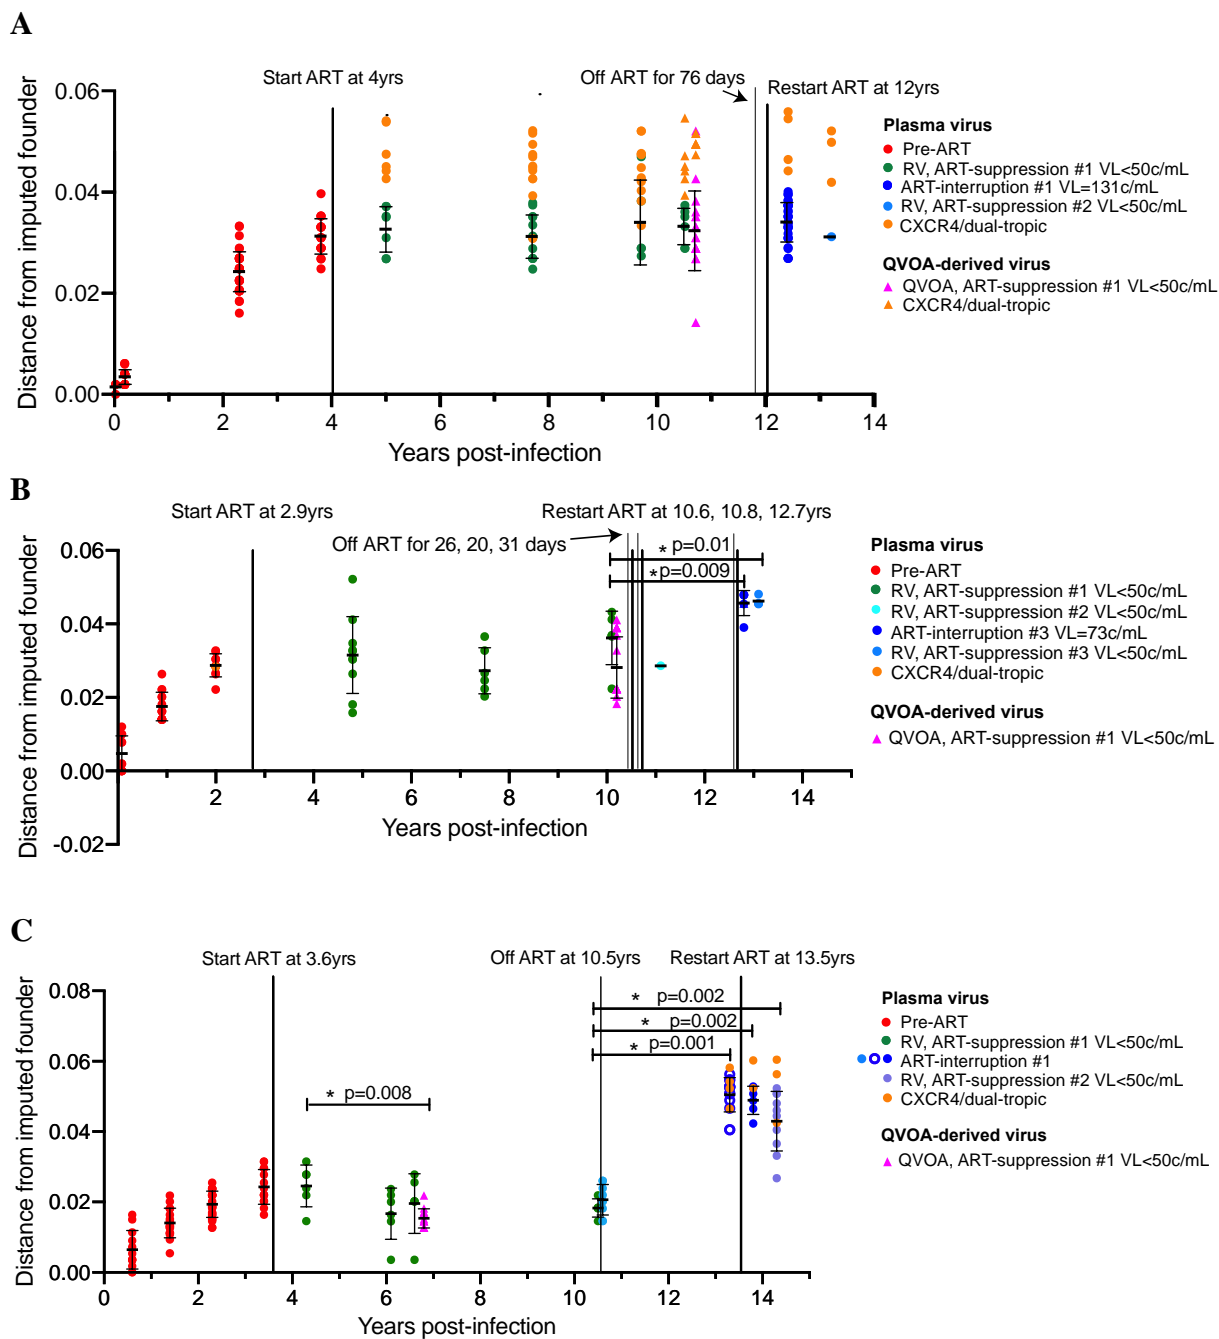 A
Start ART at 4yrs
Off ART for 76 days
Restart ART at 12yrs
Distance from imputed founder
0.06
0.04
0.02
0.00
0 2 4 6 8 10 12 14
Years post-infection
Plasma virus
Pre-ART
RV, ART-suppression #1 VL<50c/mL
ART-interruption #1 VL=131c/mL
RV, ART-suppression #2 VL<50c/mL
CXCR4/dual-tropic
QVOA-derived virus
QVOA, ART-suppression #1 VL<50c/mL
CXCR4/dual-tropic
B
Start ART at 2.9yrs
Restart ART at 10.6, 10.8, 12.7yrs
Off ART for 26, 20, 31 days
* p=0.01
* p=0.009
Distance from imputed founder
0.06
0.04
0.02
0.00
-0.02
2 4 6 8 10 12 14
Years post-infection
Plasma virus
Pre-ART
RV, ART-suppression #1 VL<50c/mL
RV, ART-suppression #2 VL<50c/mL
ART-interruption #3 VL=73c/mL
RV, ART-suppression #3 VL<50c/mL
CXCR4/dual-tropic
QVOA-derived virus
QVOA, ART-suppression #1 VL<50c/mL
C
Start ART at 3.6yrs
Off ART at 10.5yrs
Restart ART at 13.5yrs
* p=0.002
* p=0.002
* p=0.001
* p=0.008
Distance from imputed founder
0.08
0.06
0.04
0.02
0.00
0 2 4 6 8 10 12 14
Years post-infection
Plasma virus
Pre-ART
RV, ART-suppression #1 VL<50c/mL
ART-interruption #1
RV, ART-suppression #2 VL<50c/mL
CXCR4/dual-tropic
QVOA-derived virus
QVOA, ART-suppression #1 VL<50c/mL